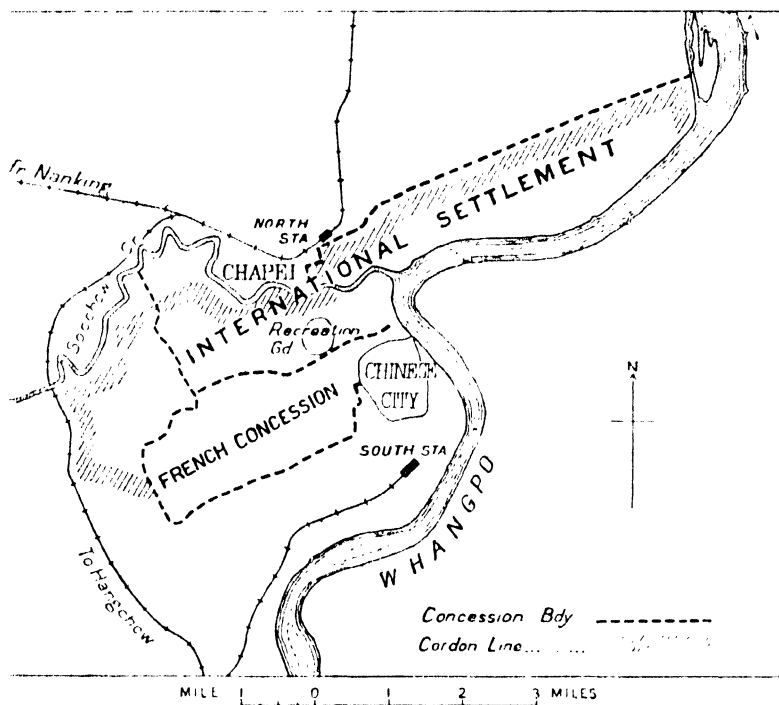 Fr. Nanking
NORTH
STA
INTERNATIONAL SETTLEMENT
CHAPEI
Soochow Cr
Recreation
Gd
CHINESE
CITY
FRENCH CONCESSION
SOUTH STA
N
WHANGPO
To Hangchow
Concession Bdy
Cordon Line........
MILE 1 0 1 2 3 MILES